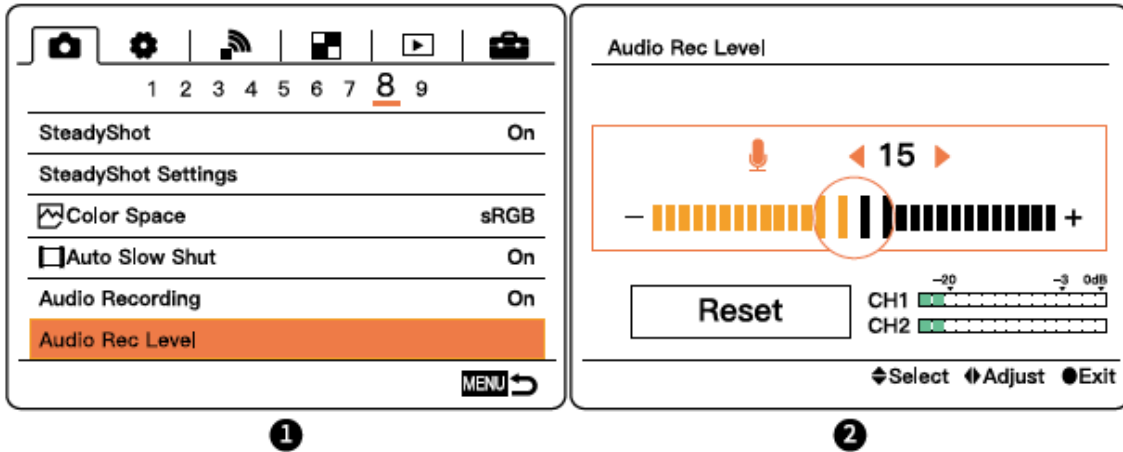 1 2 3 4 5 6 7 8 9
SteadyShot On
SteadyShot Settings
Color Space sRGB
Auto Slow Shut On
Audio Recording On
Audio Rec Level
MENU
1
Audio Rec Level
15
– +
Reset
–20 –3 0dB
CH1
CH2
Select Adjust Exit
2